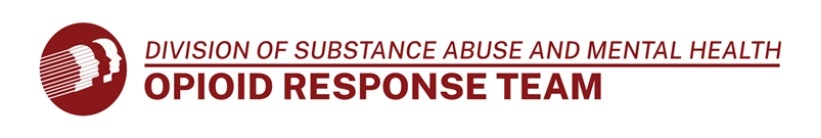 DIVISION OF SUBSTANCE ABUSE AND MENTAL HEALTH
OPIOID RESPONSE TEAM